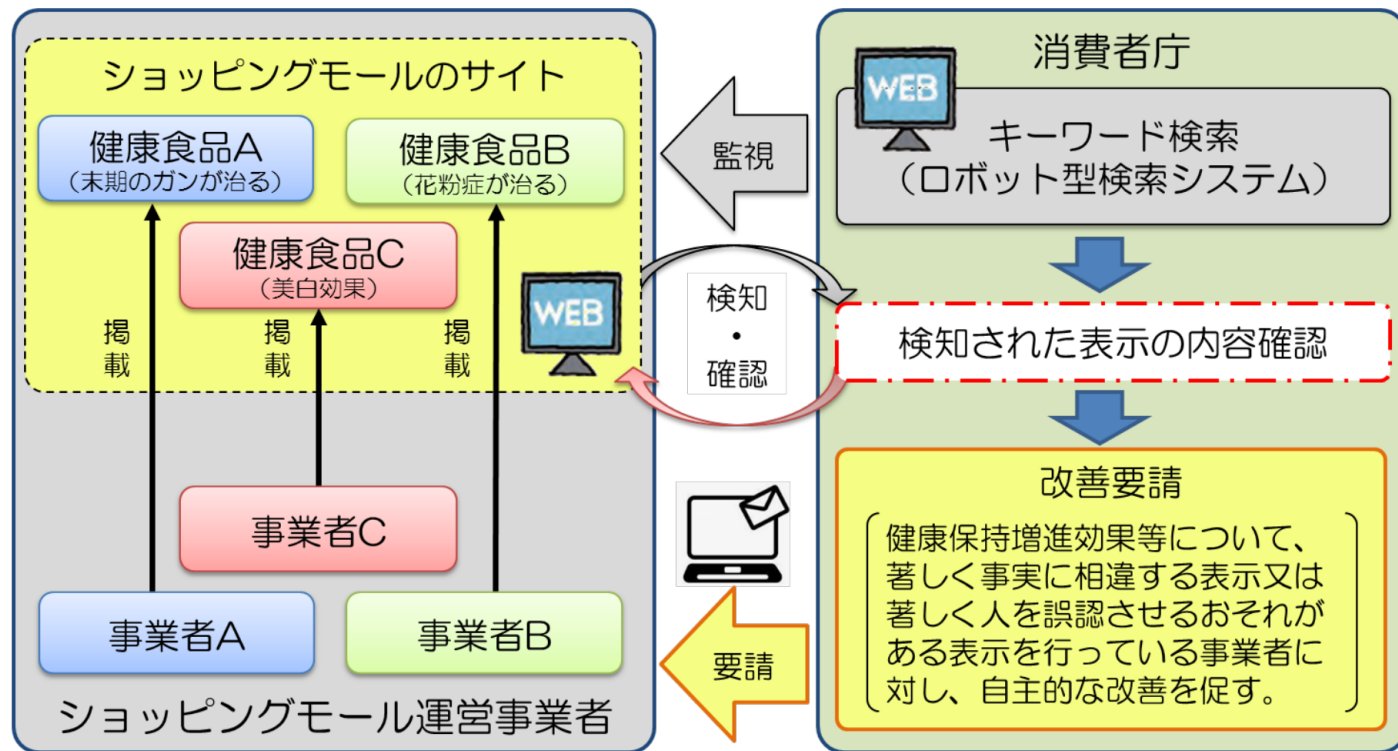 ショッピングモールのサイト
健康食品A
(末期のガンが治る)
健康食品B
(花粉症が治る)
健康食品C
(美白効果)
掲載
掲載
掲載
WEB
事業者C
事業者A
事業者B
ショッピングモール運営事業者
監視
検知
・
確認
要請
消費者庁
WEB
キーワード検索
(ロボット型検索システム)
検知された表示の内容確認
改善要請
健康保持増進効果等について、
著しく事実に相違する表示又は
著しく人を誤認させるおそれが
ある表示を行っている事業者に
対し、自主的な改善を促す。